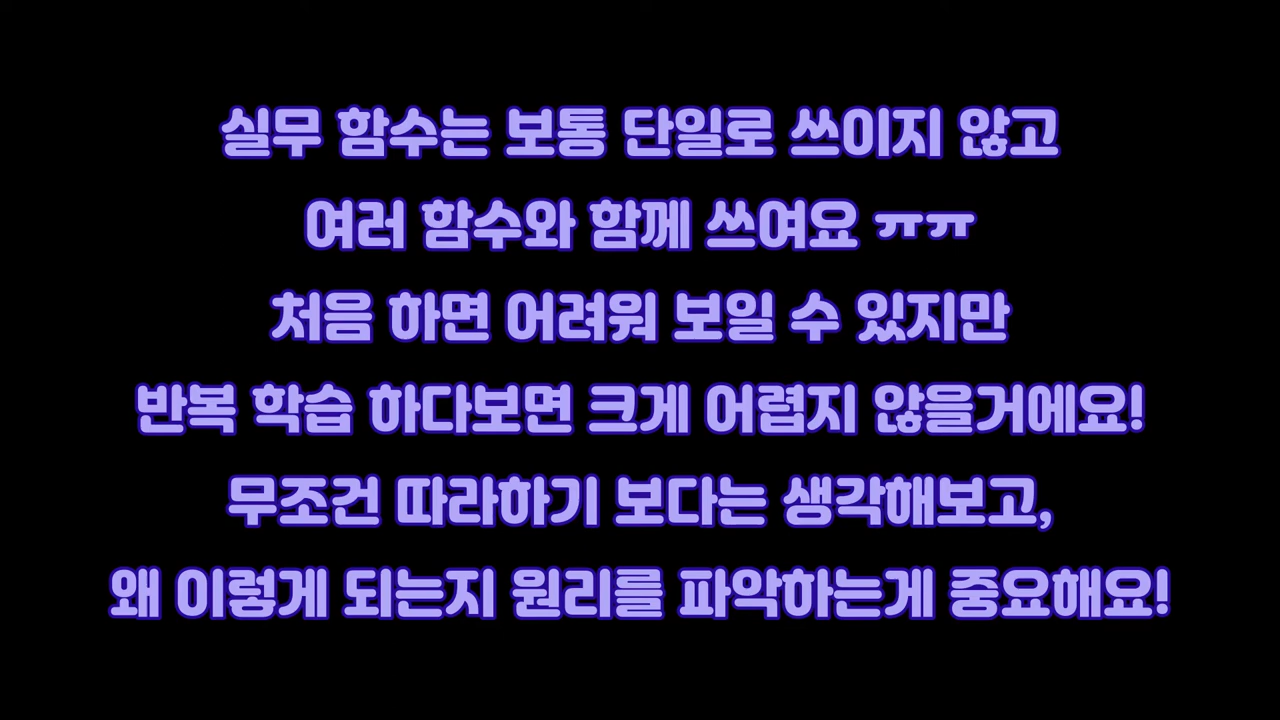 실무 함수는 보통 단일로 쓰이지 않고
여러 함수와 함께 쓰여요 ㅠㅠ
처음 하면 어려워 보일 수 있지만
반복 학습 하다보면 크게 어렵지 않을거에요!
무조건 따라하기 보다는 생각해보고,
왜 이렇게 되는지 원리를 파악하는게 중요해요!